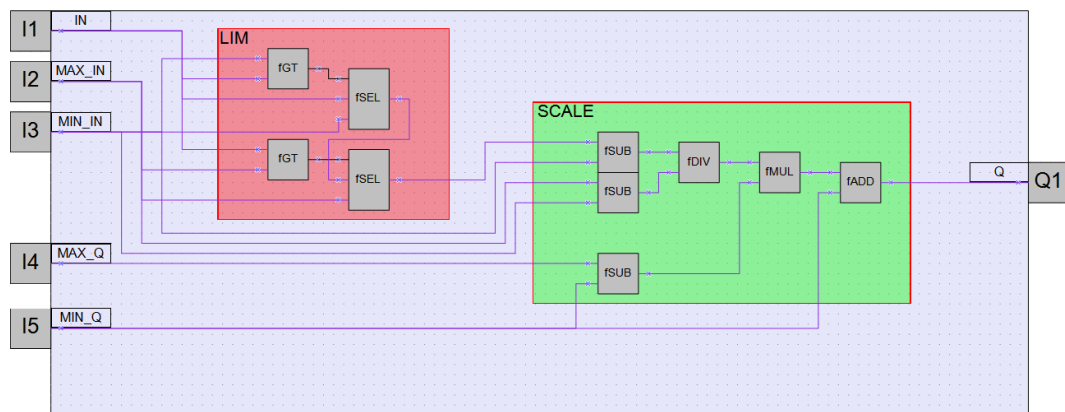 I1
IN
LIM
fGT
fSEL
I2
MAX_IN
I3
MIN_IN
fGT
fSEL
SCALE
fSUB
fDIV
fMUL
fADD
fSUB
Q
Q1
I4
MAX_Q
fSUB
I5
MIN_Q